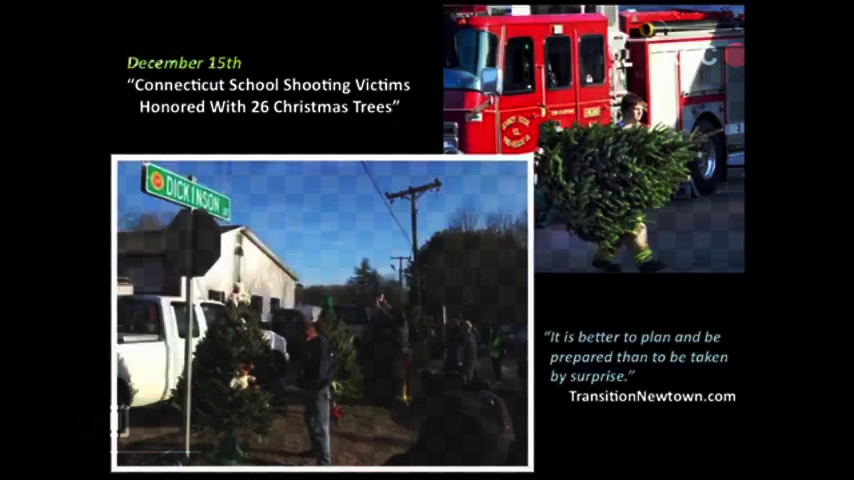 December 15th
"Connecticut School Shooting Victims
Honored With 26 Christmas Trees"
DICKINSON
"It is better to plan and be
prepared than to be taken
by surprise."
TransitionNewtown.com